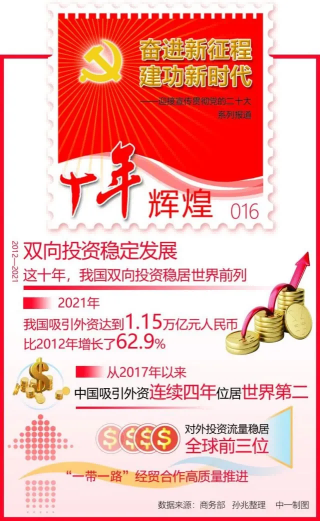 奋进新征程
建功新时代
——迎接宣传贯彻党的二十大
系列报道
十年
辉煌
016
2012—2021
双向投资稳定发展
这十年，我国双向投资稳居世界前列
2021年
我国吸引外资达到1.15万亿元人民币
比2012年增长了62.9%
从2017年以来
中国吸引外资连续四年位居世界第二
对外投资流量稳居
全球前三位
“一带一路”经贸合作高质量推进
数据来源：商务部 孙兆整理 中一制图